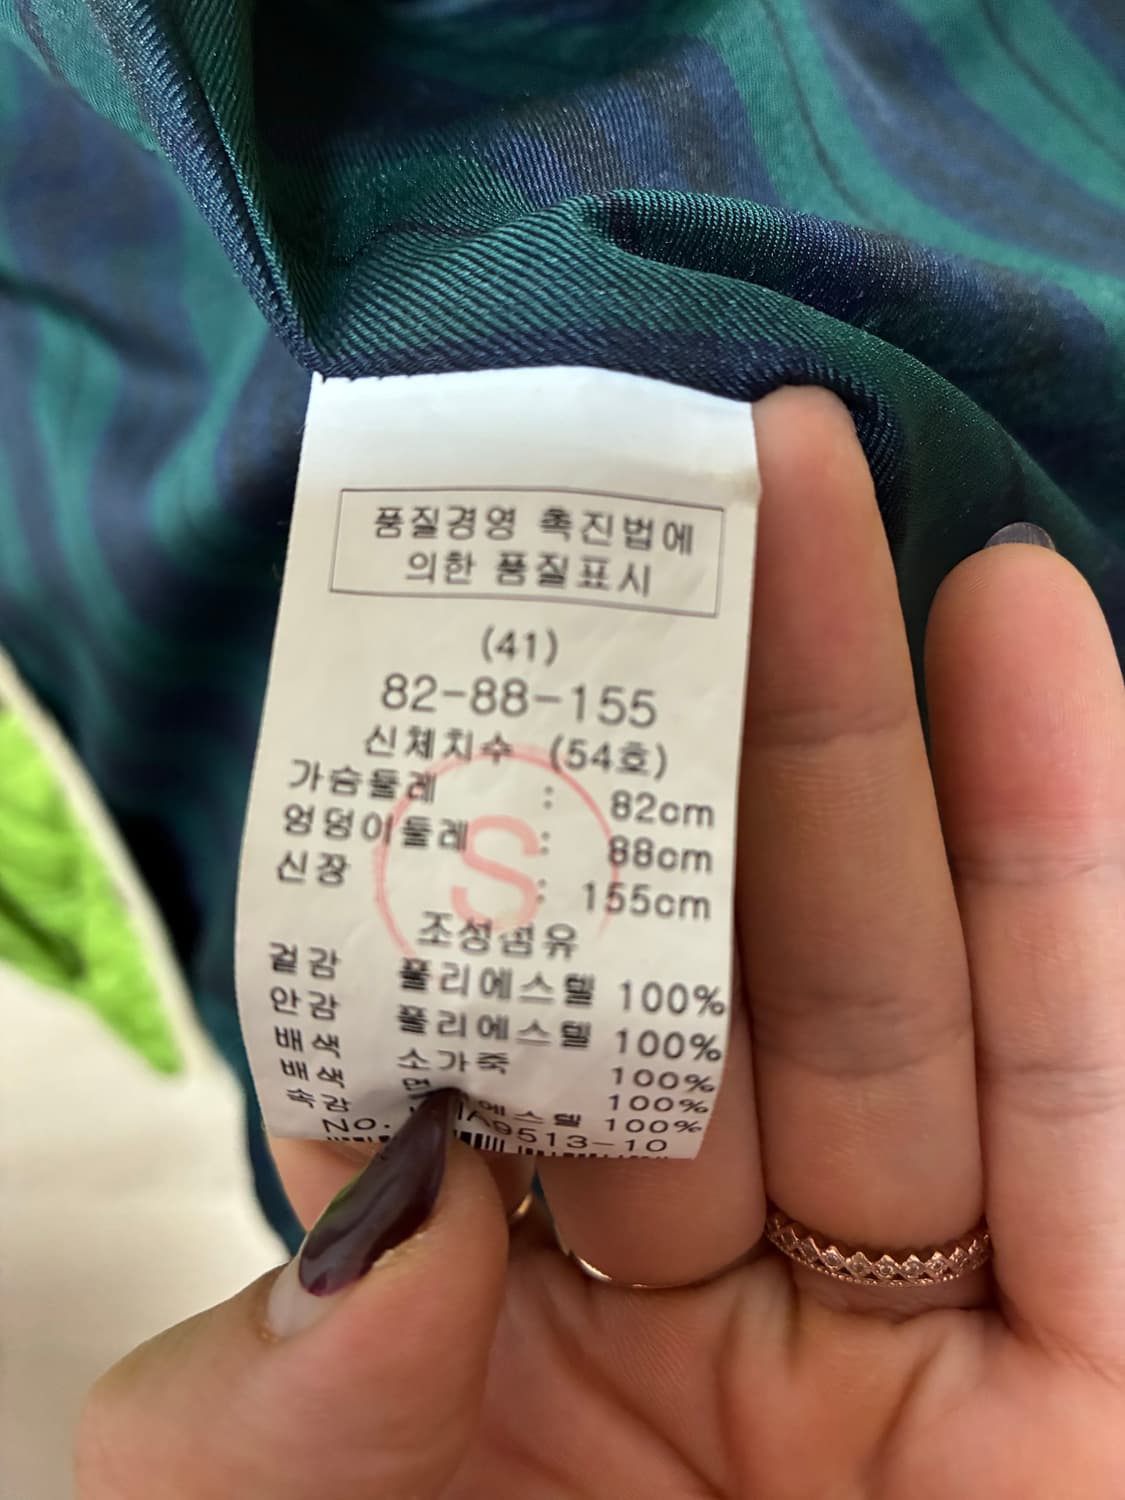 품질경영 촉진법에
의한 품질표시
(41)
82-88-155
신체치수 (54호)
가슴둘레 : 82cm
엉덩이둘레 : 88cm
신장 : 155cm
S
조성섬유
겉감 폴리에스텔 100%
안감 폴리에스텔 100%
배색 소가죽 100%
배색 면 100%
속감 에스텔 100%
NO. 9513-10